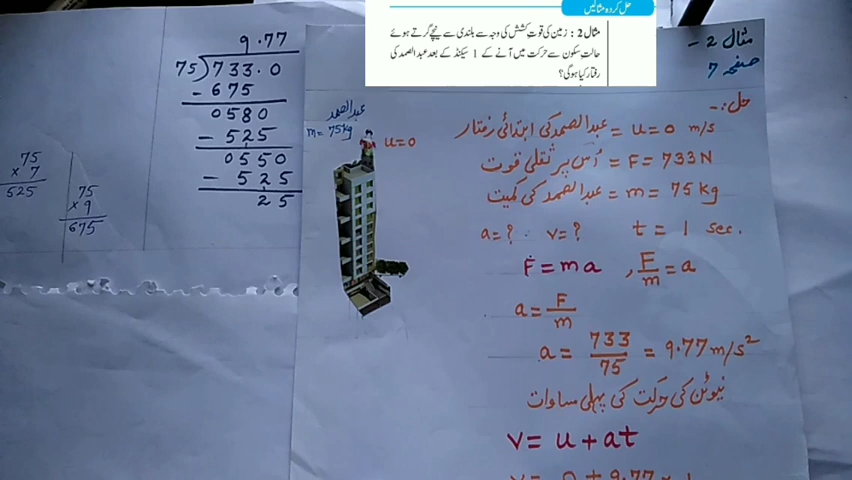 حل کردہ مثالیں
مثال 2 : زمین کی قوتِ کشش کی وجہ سے بلندی سے نیچے گرتے ہوئے
حالتِ سکون سے حرکت میں آنے کے 1 سیکنڈ کے بعد عبدالصمد کی
رفتار کیا ہوگی؟
مثال 2 -
صفحہ 7
حل :-
عبدالصمد کی ابتدائی رفتار = u = 0 m/s
اُس پر ثقلی قوت = F = 733 N
عبدالصمد کی کمیت = m = 75 kg
a = ? v = ? t = 1 sec.
F = ma , F/m = a
a = F/m
a = 733/75 = 9.77 m/s²
نیوٹن کی حرکت کی پہلی مساوات
v = u + at
عبدالصمد
m = 75 kg
u = 0
9.77
75)733.0
- 675
0580
- 525
0550
- 525
25
75
× 7
525
75
× 9
675